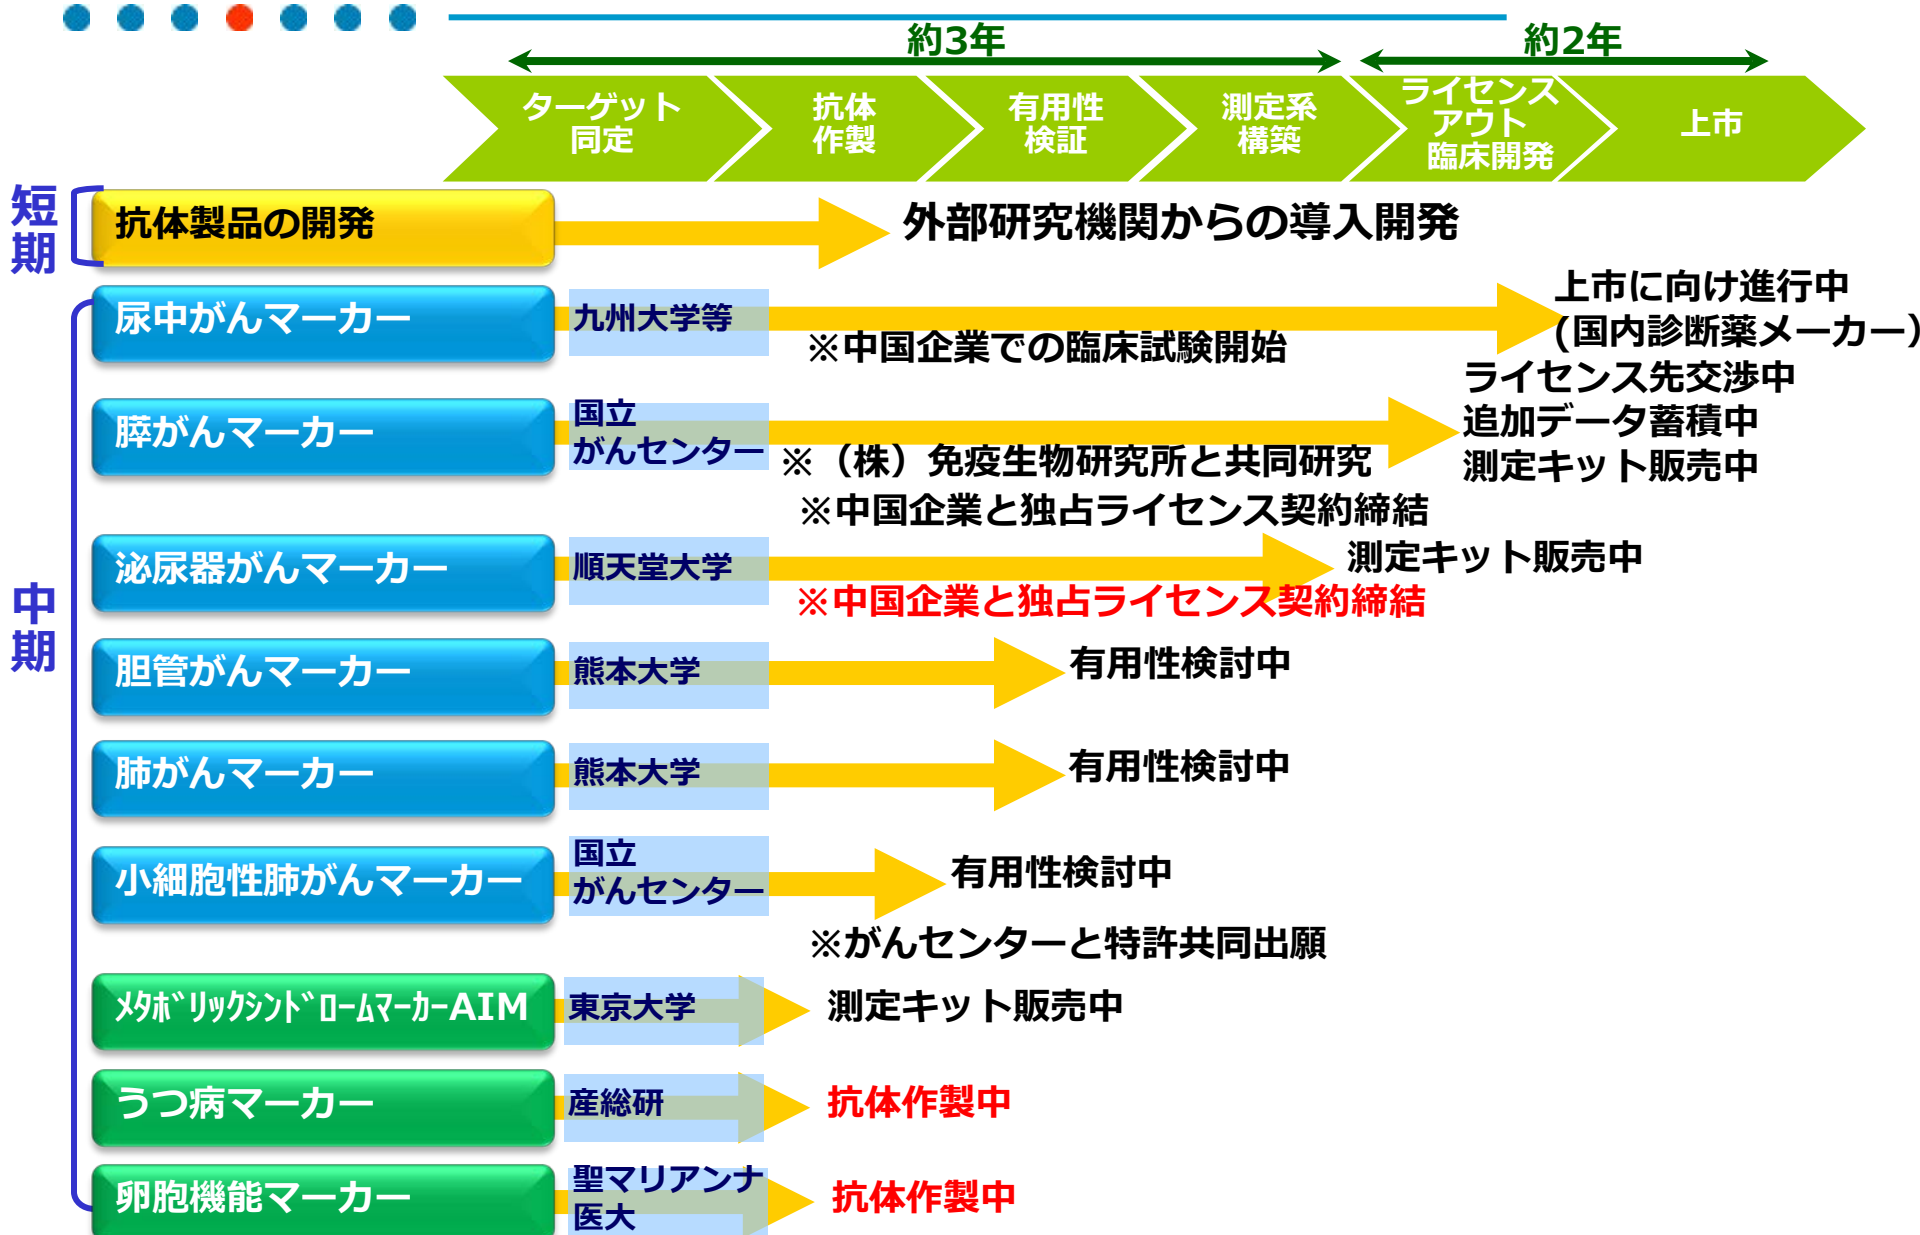 約3年
約2年
ターゲット
同定
抗体
作製
有用性
検証
測定系
構築
ライセンス
アウト
臨床開発
上市
短期
抗体製品の開発
外部研究機関からの導入開発
中期
尿中がんマーカー
九州大学等
※中国企業での臨床試験開始
上市に向け進行中
(国内診断薬メーカー)
膵がんマーカー
国立
がんセンター
※（株）免疫生物研究所と共同研究
※中国企業と独占ライセンス契約締結
ライセンス先交渉中
追加データ蓄積中
測定キット販売中
泌尿器がんマーカー
順天堂大学
※中国企業と独占ライセンス契約締結
測定キット販売中
胆管がんマーカー
熊本大学
有用性検討中
肺がんマーカー
熊本大学
有用性検討中
小細胞性肺がんマーカー
国立
がんセンター
有用性検討中
※がんセンターと特許共同出願
ﾒﾀﾎﾞﾘｯｸｼﾝﾄﾞﾛｰﾑﾏｰｶｰAIM
東京大学
測定キット販売中
うつ病マーカー
産総研
抗体作製中
卵胞機能マーカー
聖マリアンナ
医大
抗体作製中